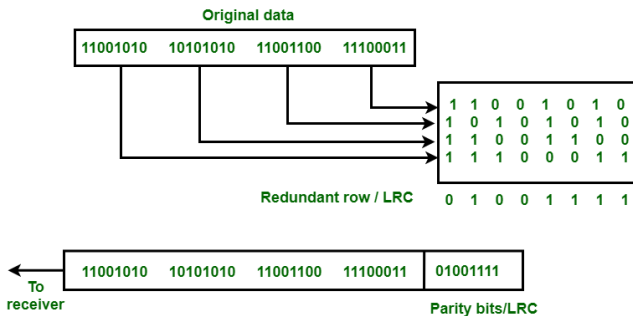 Original data
11001010 10101010 11001100 11100011
1 1 0 0 1 0 1 0
1 0 1 0 1 0 1 0
1 1 0 0 1 1 0 0
1 1 1 0 0 0 1 1
Redundant row / LRC 0 1 0 0 1 1 1 1
11001010 10101010 11001100 11100011 01001111
To
receiver
Parity bits/LRC